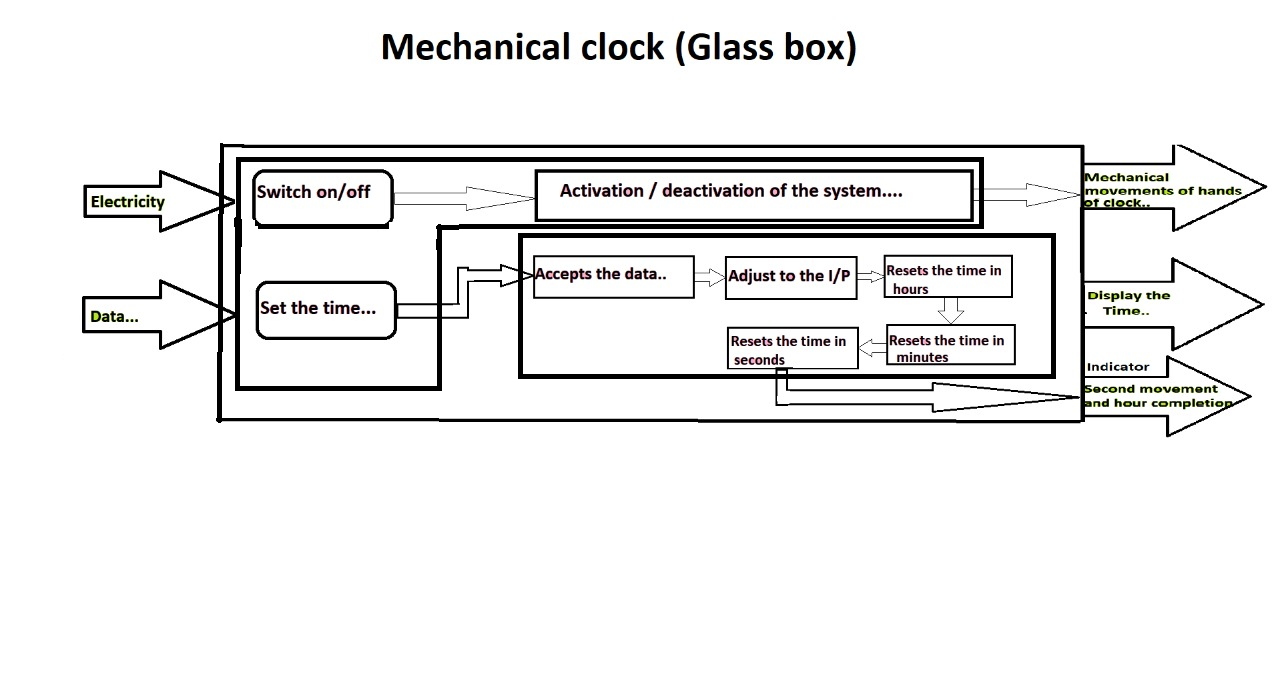 Mechanical clock (Glass box)
Electricity
Switch on/off
Activation / deactivation of the system....
Mechanical
movements of hands
of clock..
Data...
Set the time...
Accepts the data..
Adjust to the I/P
Resets the time in
hours
Resets the time in
minutes
Resets the time in
seconds
Display the
Time..
Indicator
Second movement
and hour completion